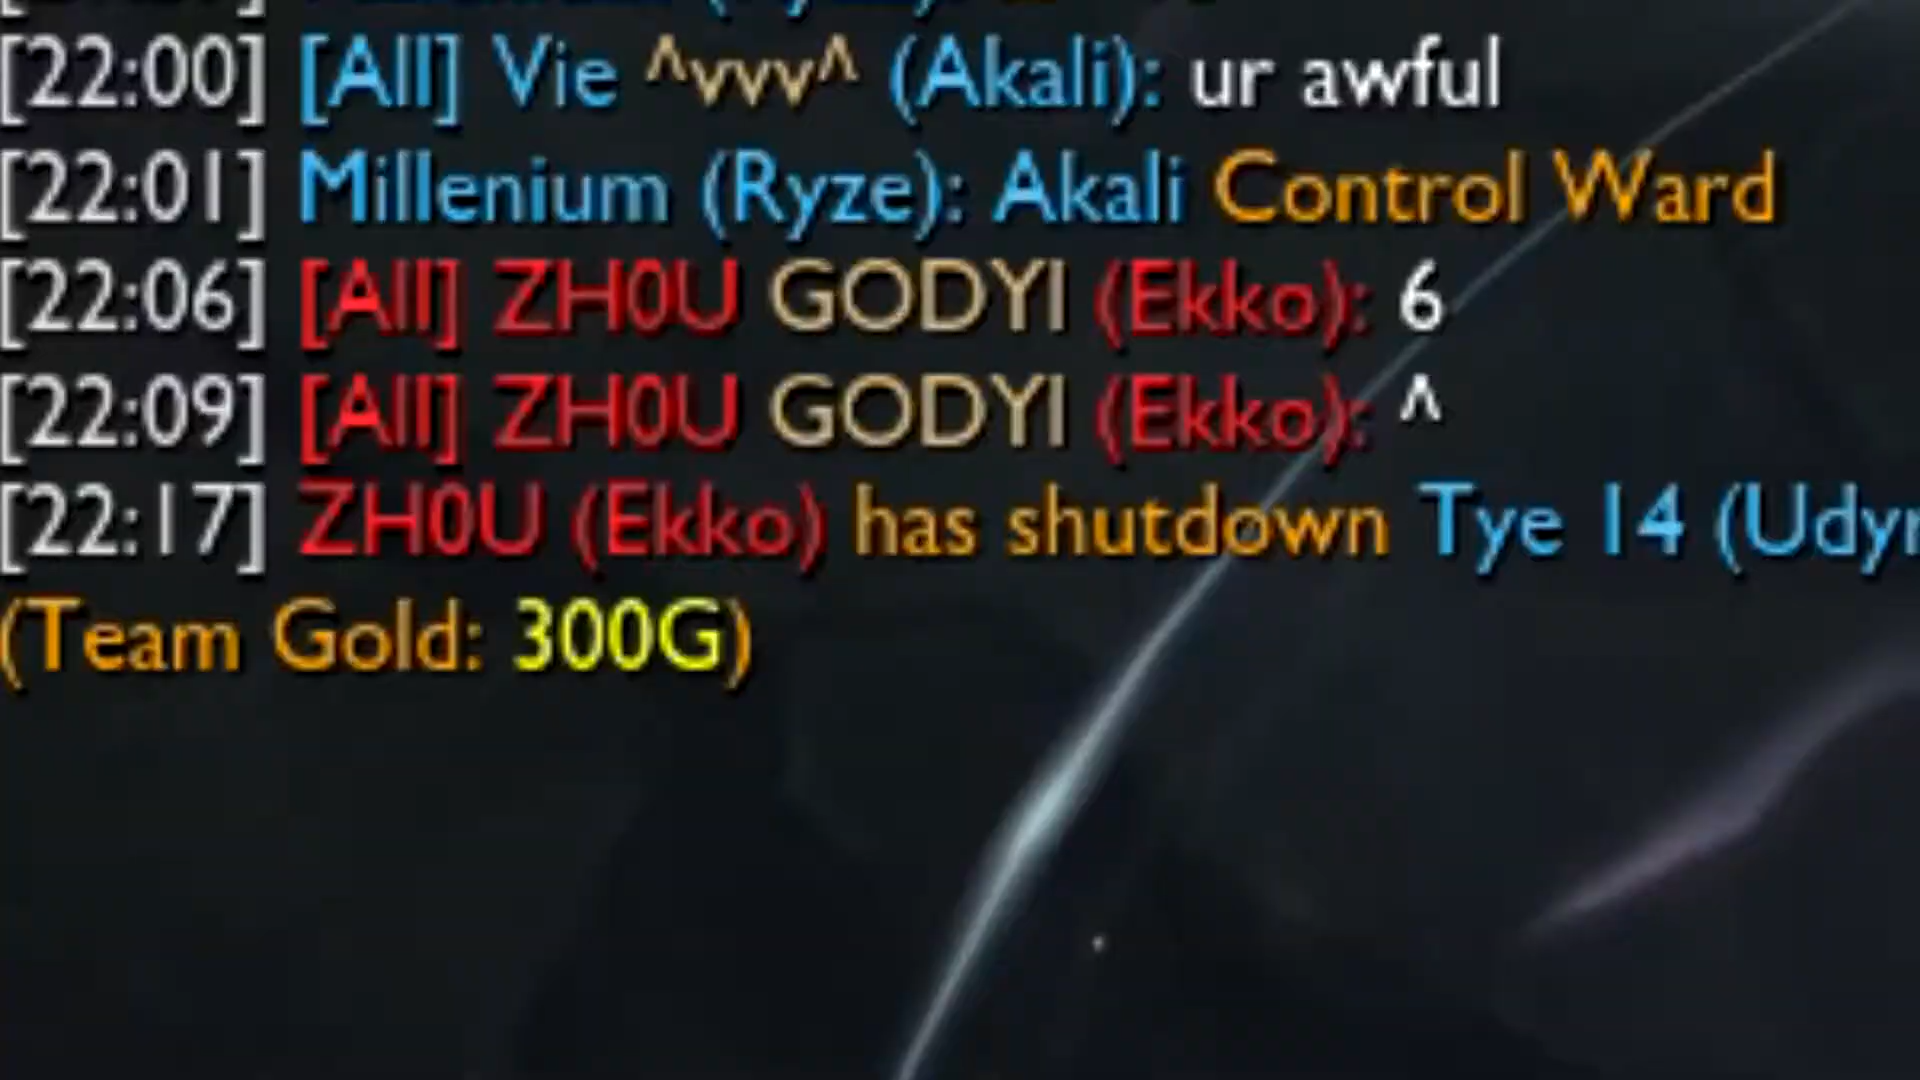 [22:00] [All] Vie ^vvv^ (Akali): ur awful
[22:01] Millenium (Ryze): Akali Control Ward
[22:06] [All] ZH0U GODYI (Ekko): 6
[22:09] [All] ZH0U GODYI (Ekko): ^
[22:17] ZH0U (Ekko) has shutdown Tye 14 (Udyr
(Team Gold: 300G)